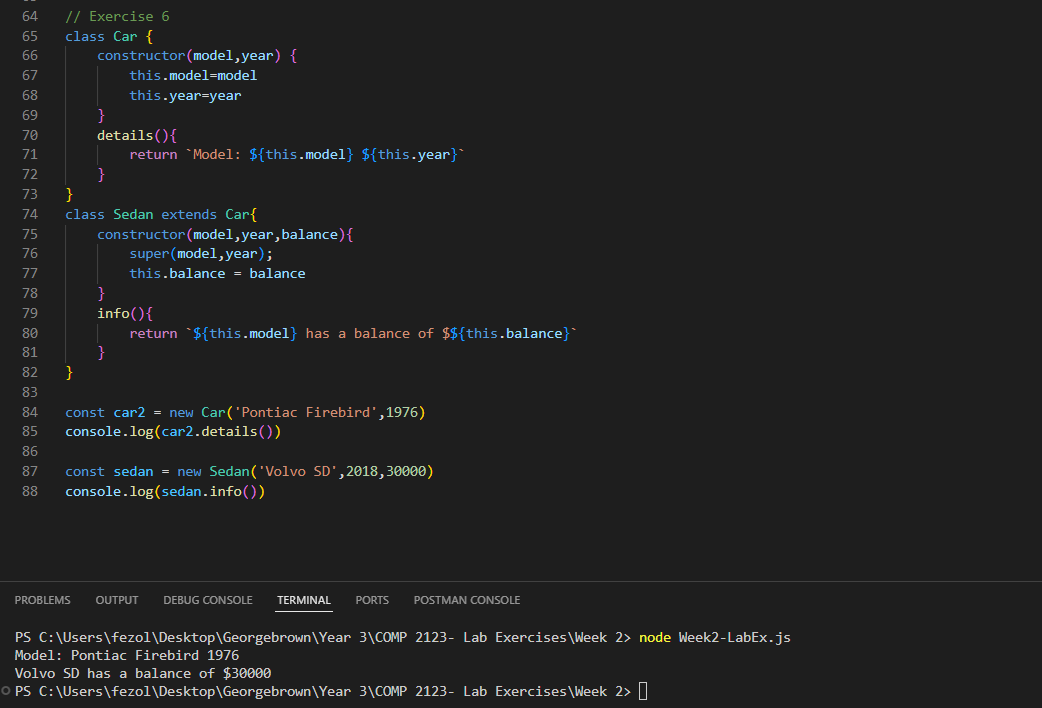 64 // Exercise 6
65 class Car {
66     constructor(model,year) {
67         this.model=model
68         this.year=year
69     }
70     details(){
71         return `Model: ${this.model} ${this.year}`
72     }
73 }
74 class Sedan extends Car{
75     constructor(model,year,balance){
76         super(model,year);
77         this.balance = balance
78     }
79     info(){
80         return `${this.model} has a balance of $${this.balance}`
81     }
82 }
83
84 const car2 = new Car('Pontiac Firebird',1976)
85 console.log(car2.details())
86
87 const sedan = new Sedan('Volvo SD',2018,30000)
88 console.log(sedan.info())
PROBLEMS OUTPUT DEBUG CONSOLE TERMINAL PORTS POSTMAN CONSOLE
PS C:\Users\fezol\Desktop\Georgebrown\Year 3\COMP 2123- Lab Exercises\Week 2> node Week2-LabEx.js
Model: Pontiac Firebird 1976
Volvo SD has a balance of $30000
PS C:\Users\fezol\Desktop\Georgebrown\Year 3\COMP 2123- Lab Exercises\Week 2>